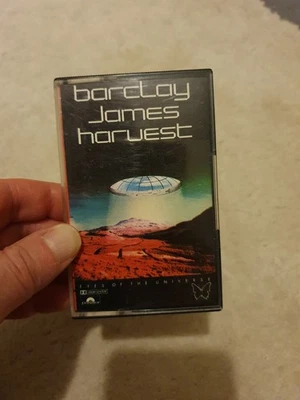 barclay
James
harvest
EYES OF THE UNIVERSE